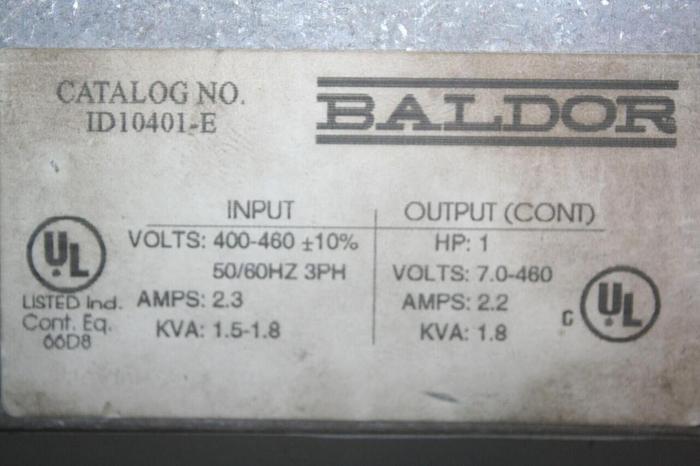 CATALOG NO.
ID10401-E
BALDOR
INPUT
VOLTS: 400-460 ±10%
50/60HZ 3PH
AMPS: 2.3
KVA: 1.5-1.8
OUTPUT (CONT)
HP: 1
VOLTS: 7.0-460
AMPS: 2.2
KVA: 1.8
UL
LISTED Ind.
Cont. Eq.
66D8
C UL